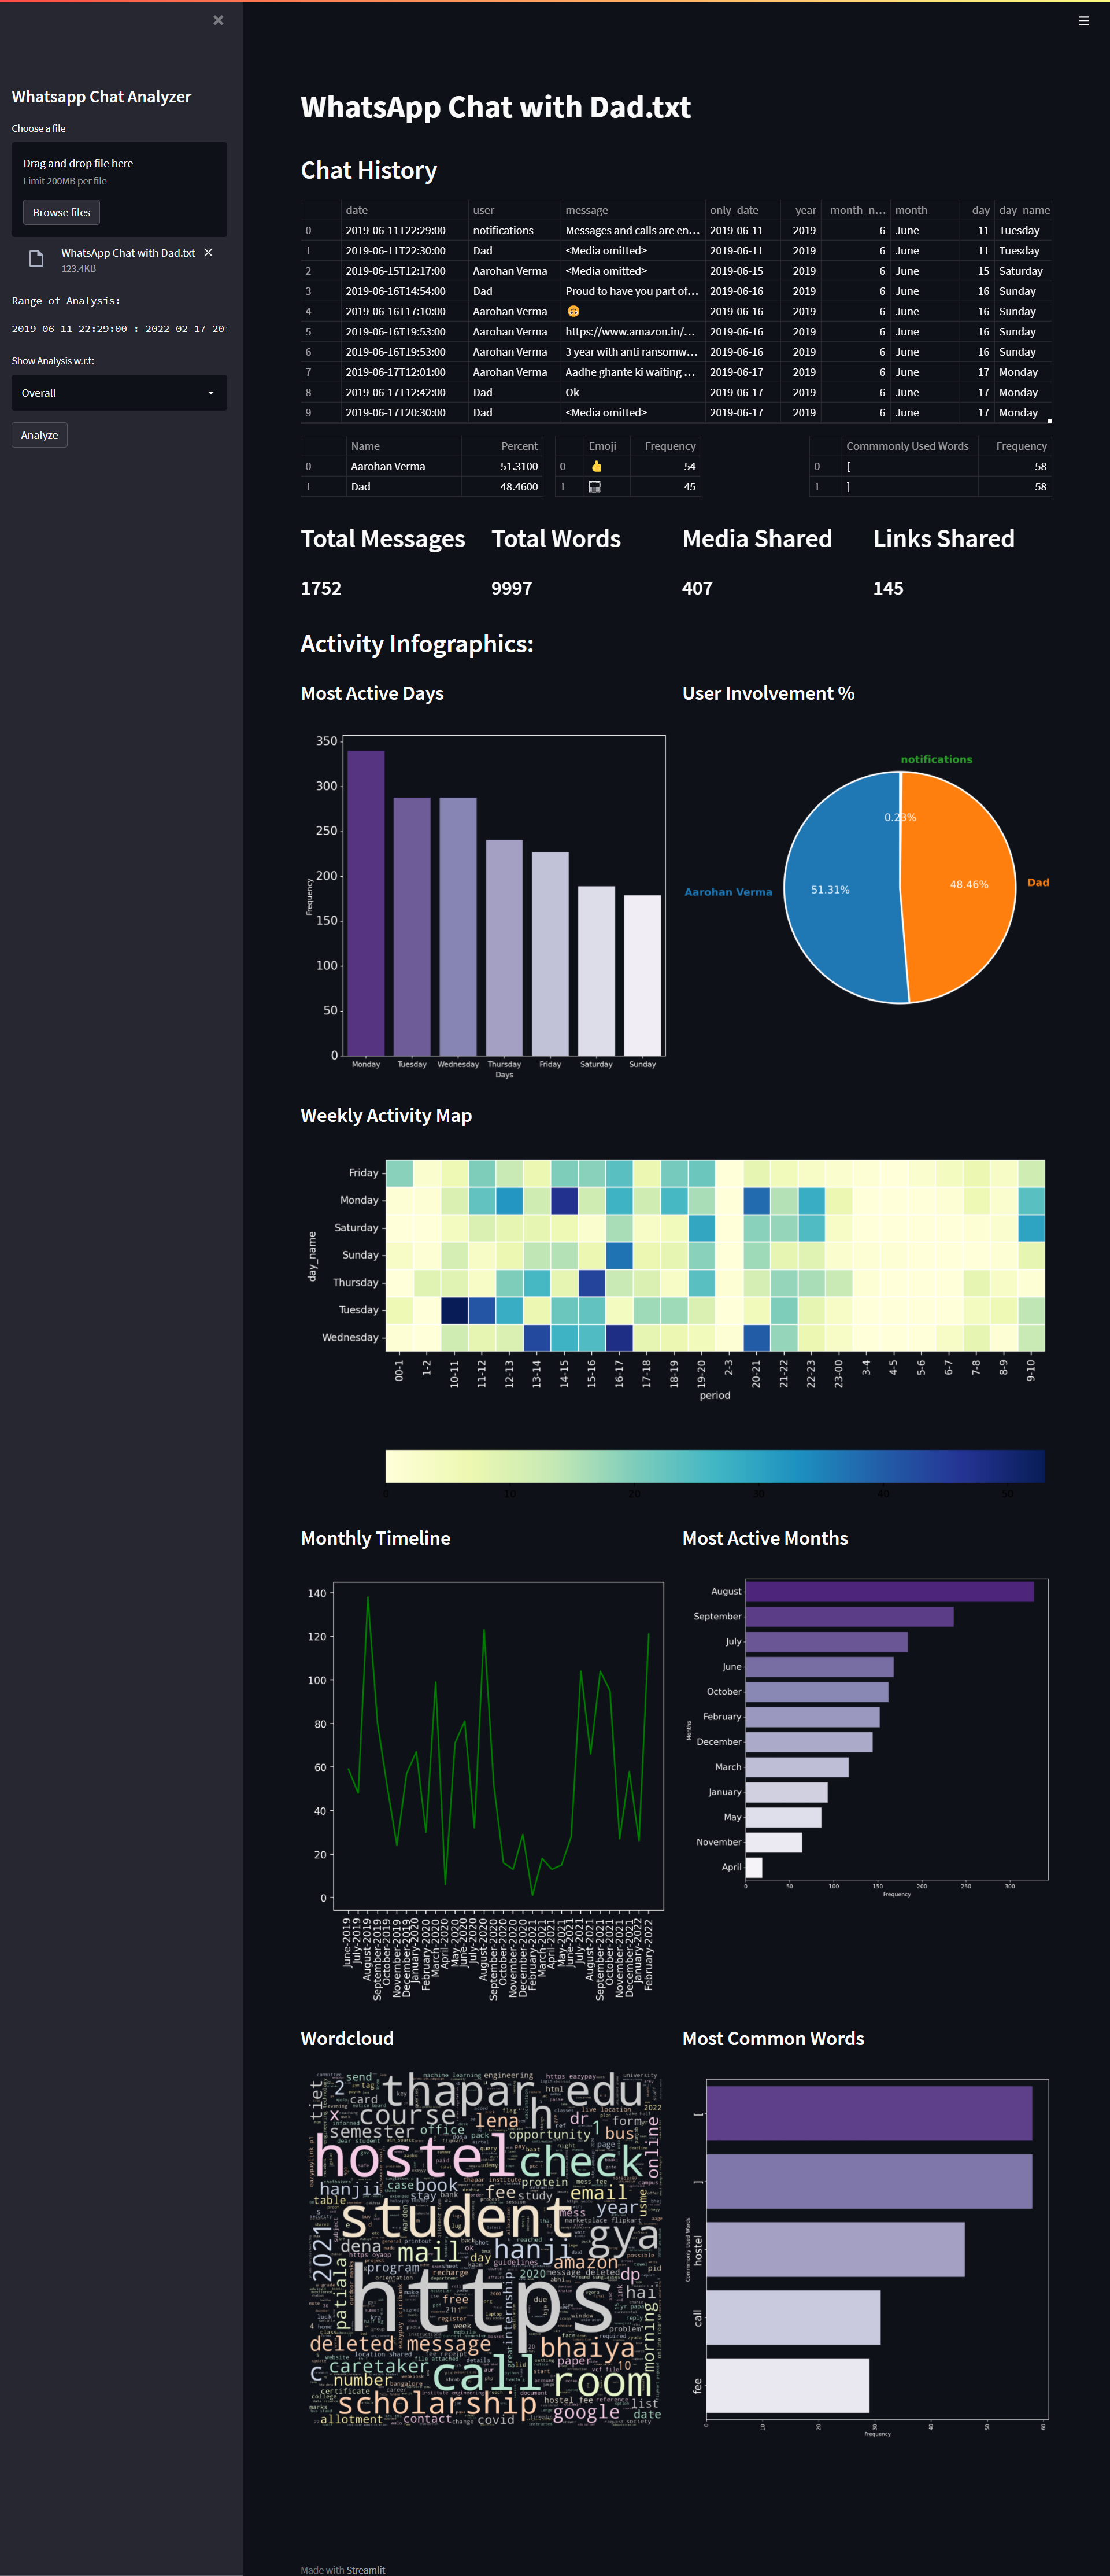 Whatsapp Chat Analyzer
Choose a file
Drag and drop file here
Limit 200MB per file
Browse files
WhatsApp Chat with Dad.txt
123.4KB
Range of Analysis:
2019-06-11 22:29:00 : 2022-02-17 20:
Show Analysis w.r.t:
Overall
Analyze
WhatsApp Chat with Dad.txt
Chat History
date user message only_date year month_n... month day day_name
0 2019-06-11T22:29:00 notifications Messages and calls are en... 2019-06-11 2019 6 June 11 Tuesday
1 2019-06-11T22:30:00 Dad <Media omitted> 2019-06-11 2019 6 June 11 Tuesday
2 2019-06-15T12:17:00 Aarohan Verma <Media omitted> 2019-06-15 2019 6 June 15 Saturday
3 2019-06-16T14:54:00 Dad Proud to have you part of... 2019-06-16 2019 6 June 16 Sunday
4 2019-06-16T17:10:00 Aarohan Verma 🙃 2019-06-16 2019 6 June 16 Sunday
5 2019-06-16T19:53:00 Aarohan Verma https://www.amazon.in/... 2019-06-16 2019 6 June 16 Sunday
6 2019-06-16T19:53:00 Aarohan Verma 3 year with anti ransomw... 2019-06-16 2019 6 June 16 Sunday
7 2019-06-17T12:01:00 Aarohan Verma Aadhe ghante ki waiting ... 2019-06-17 2019 6 June 17 Monday
8 2019-06-17T12:42:00 Dad Ok 2019-06-17 2019 6 June 17 Monday
9 2019-06-17T20:30:00 Dad <Media omitted> 2019-06-17 2019 6 June 17 Monday
Name Percent
0 Aarohan Verma 51.3100
1 Dad 48.4600
Emoji Frequency
0 👍 54
1 45
Commmonly Used Words Frequency
0 [ 58
1 ] 58
Total Messages
1752
Total Words
9997
Media Shared
407
Links Shared
145
Activity Infographics:
Most Active Days
350
300
250
200
150
100
50
0
Frequency
Monday Tuesday Wednesday Thursday Friday Saturday Sunday
Days
User Involvement %
notifications
0.23%
Aarohan Verma
51.31%
48.46%
Dad
Weekly Activity Map
day_name
Friday
Monday
Saturday
Sunday
Thursday
Tuesday
Wednesday
00-1 1-2 10-11 11-12 12-13 13-14 14-15 15-16 16-17 17-18 18-19 19-20 2-3 20-21 21-22 22-23 23-00 3-4 4-5 5-6 6-7 7-8 8-9 9-10
period
0 10 20 30 40 50
Monthly Timeline
140
120
100
80
60
40
20
0
June-2019
July-2019
August-2019
September-2019
October-2019
November-2019
December-2019
January-2020
February-2020
March-2020
April-2020
May-2020
June-2020
July-2020
August-2020
September-2020
October-2020
November-2020
December-2020
February-2021
March-2021
April-2021
May-2021
June-2021
July-2021
August-2021
September-2021
October-2021
November-2021
December-2021
January-2022
February-2022
Most Active Months
Months
August
September
July
June
October
February
December
March
January
May
November
April
0 50 100 150 200 250 300
Frequency
Wordcloud
send
machine learning
engineering
university
tiet
2
thapar
edu
card
x
course
lena
h
dr
1
form
semester
office
opportunity
bus
online
hostel
check
hanjii
case
book
stay
bank
fee
study
protein
email
table
student
mess
year
usme
2021
gya
dena
mail
day
hanji
guidelines
amazon
program
2020
message deleted
dp
patiala
https
recharge
free
internship
hai
link
deleted message
week
bhaiya
morning
c
caretaker
call
paper
10
number
room
certificate
scholarship
hostel fee
list
google
date
allotment
contact
change
covid
Most Common Words
Commmonly Used Words
[
]
hostel
call
fee
0 10 20 30 40 50 60
Frequency
Made with Streamlit